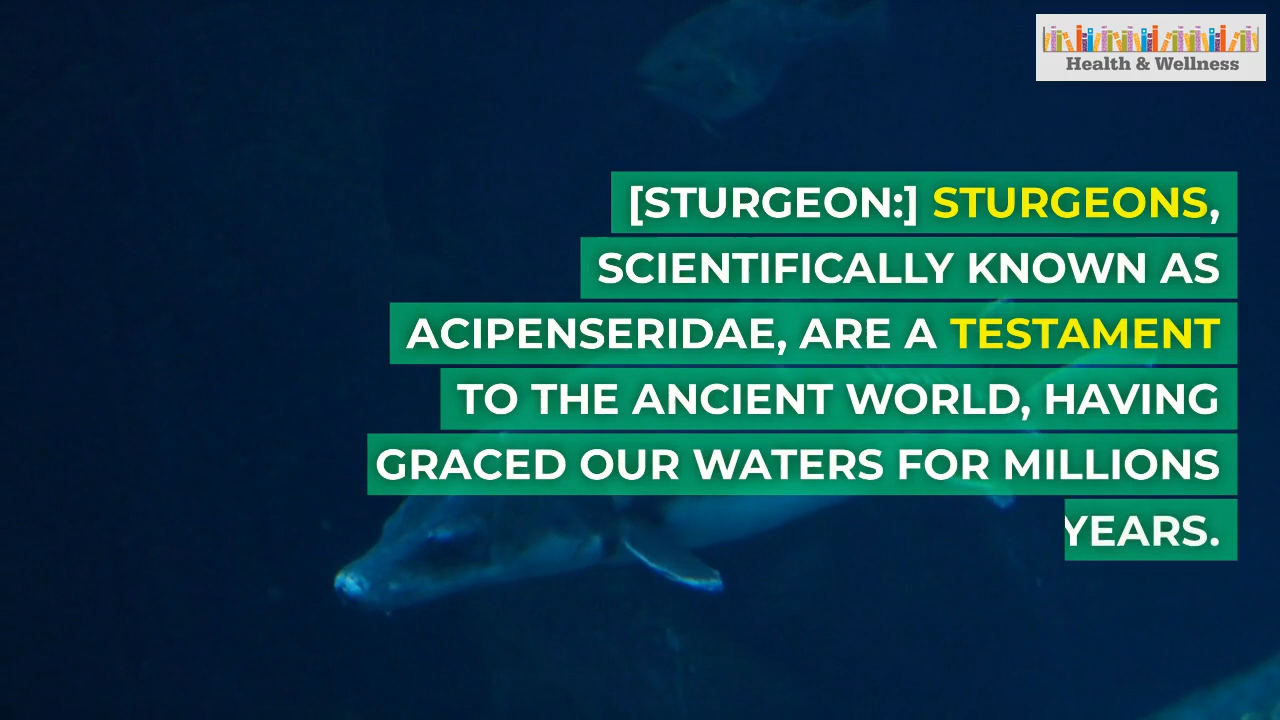 Health & Wellness
[STURGEON:] STURGEONS,
SCIENTIFICALLY KNOWN AS
ACIPENSERIDAE, ARE A TESTAMENT
TO THE ANCIENT WORLD, HAVING
GRACED OUR WATERS FOR MILLIONS
YEARS.